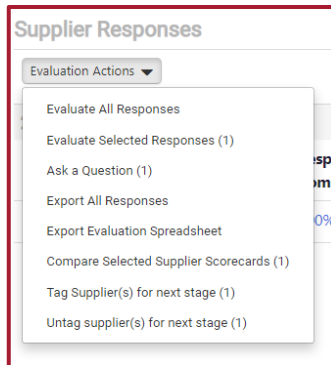 Supplier Responses
Evaluation Actions
Evaluate All Responses
Evaluate Selected Responses (1)
Ask a Question (1)
Export All Responses
Export Evaluation Spreadsheet
Compare Selected Supplier Scorecards (1)
Tag Supplier(s) for next stage (1)
Untag supplier(s) for next stage (1)